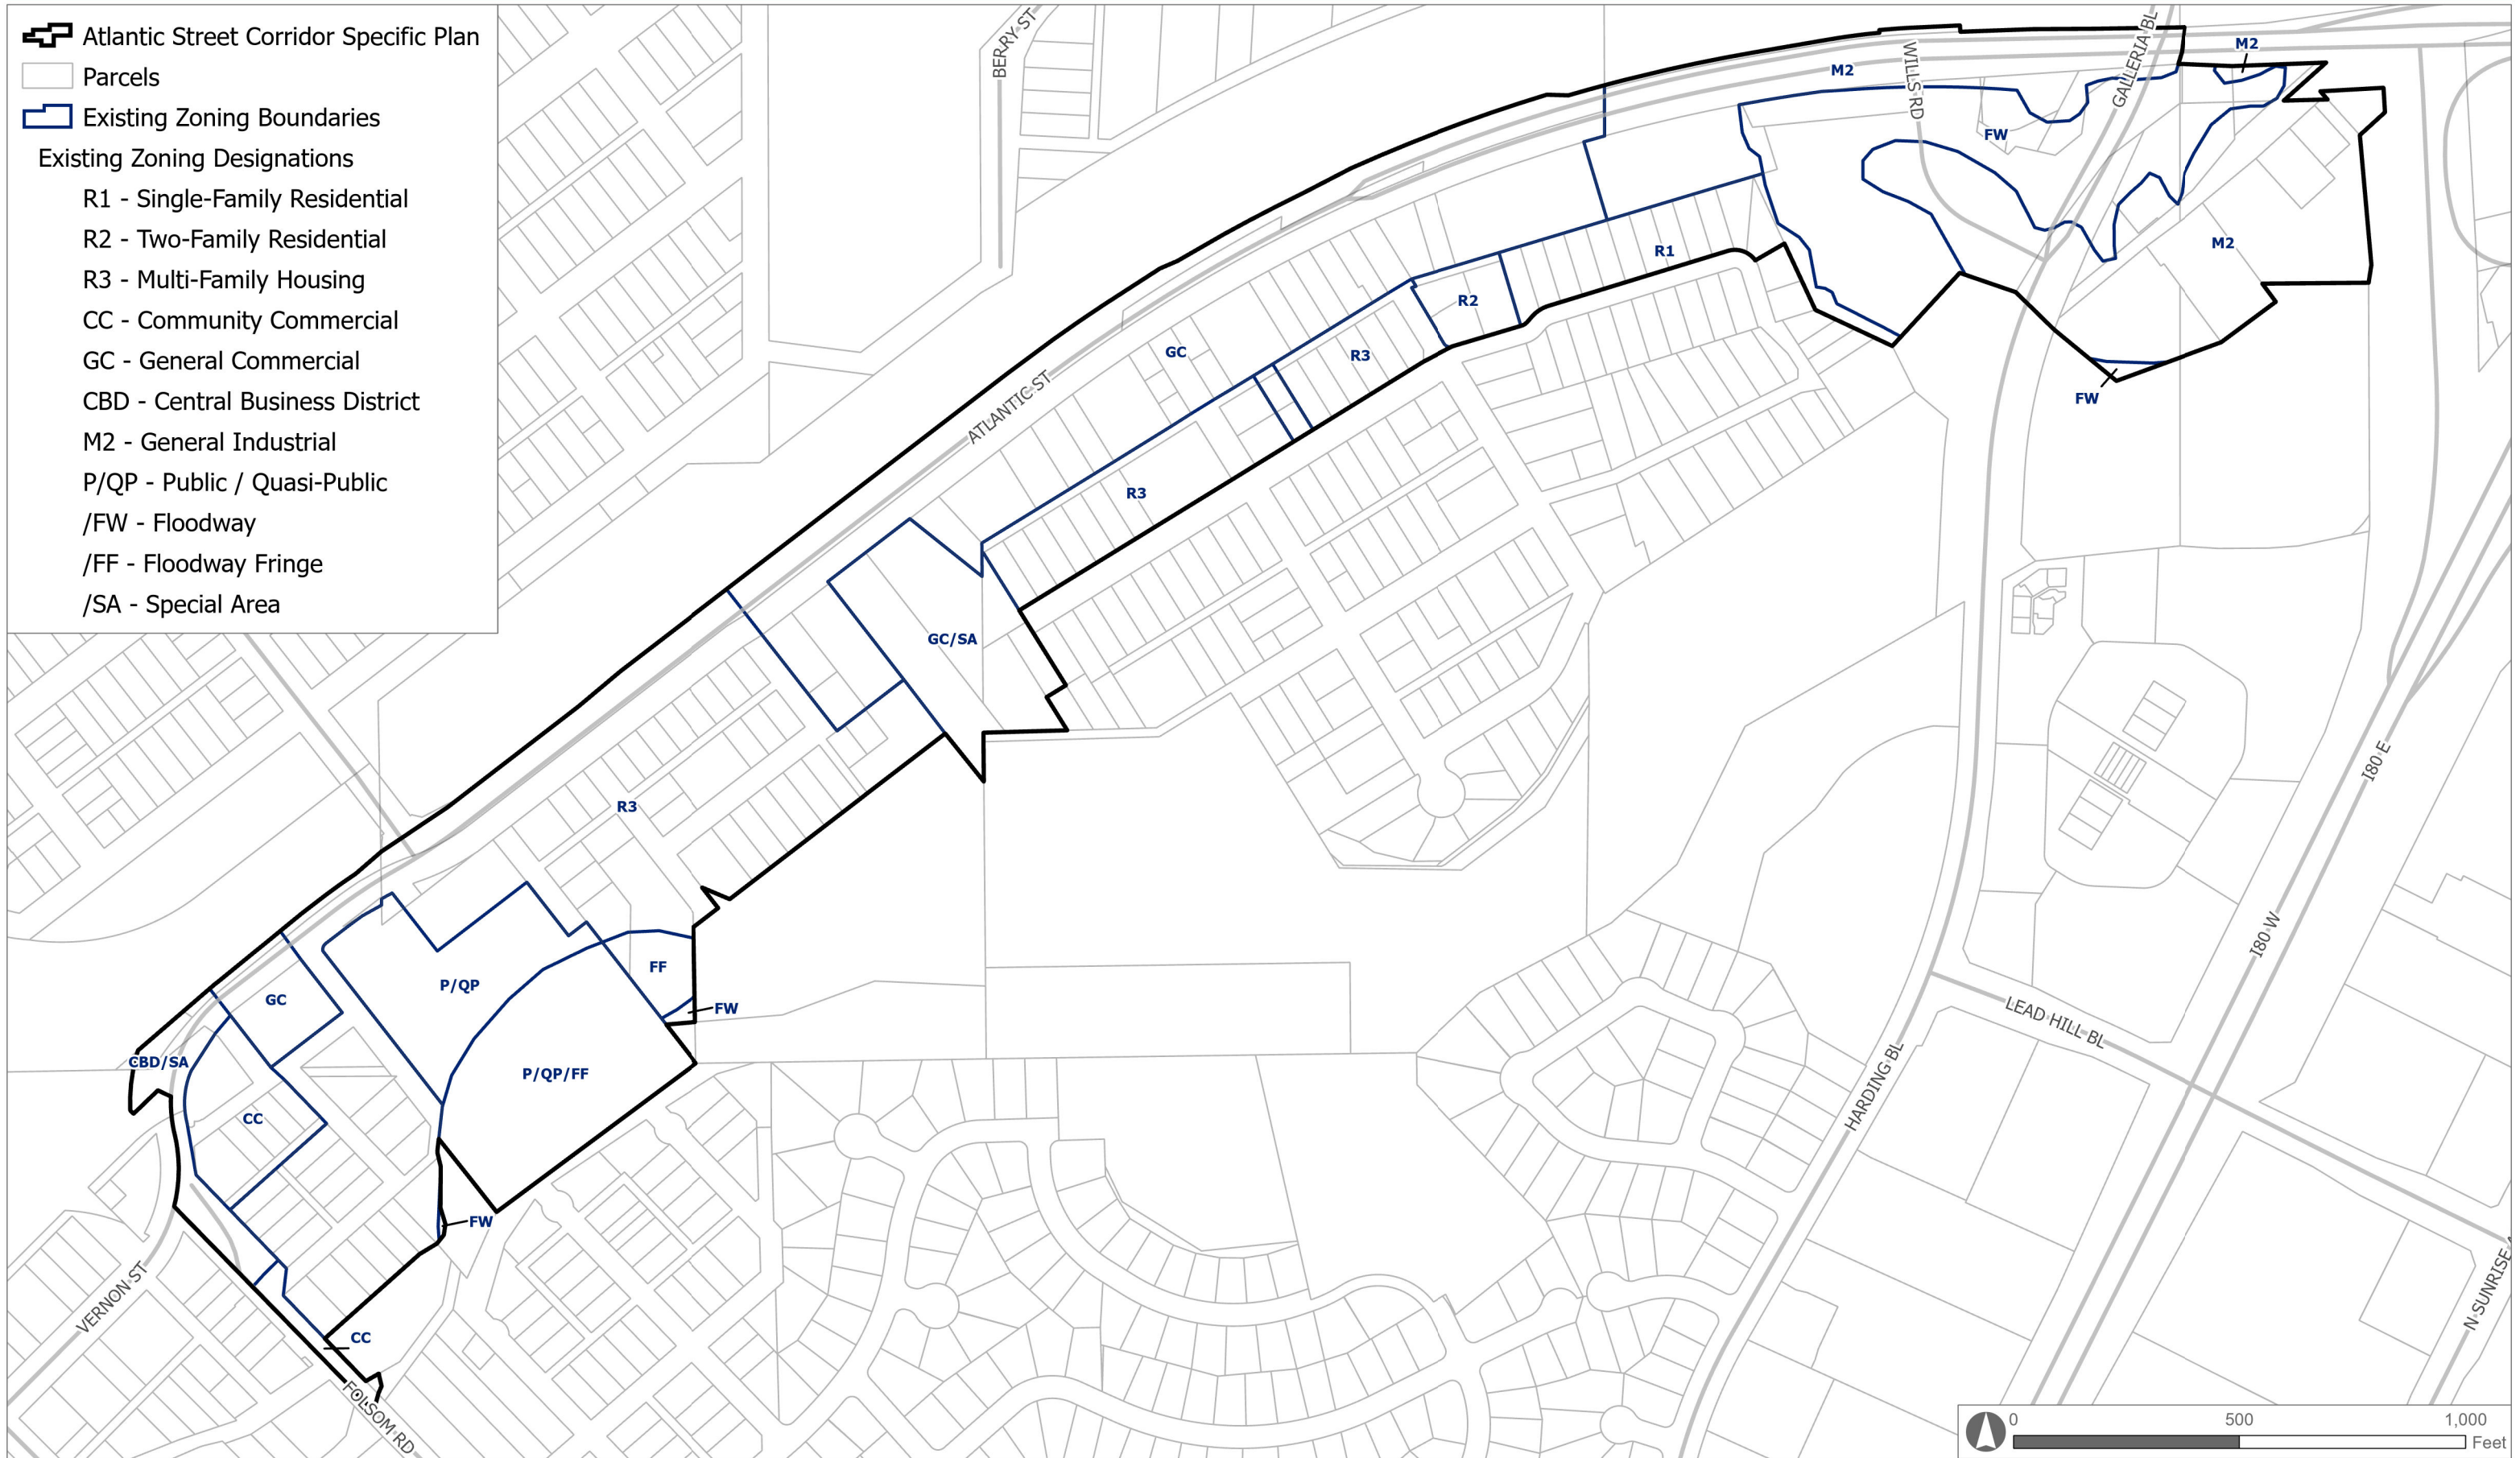 Atlantic Street Corridor Specific Plan
Parcels
Existing Zoning Boundaries
Existing Zoning Designations
R1 - Single-Family Residential
R2 - Two-Family Residential
R3 - Multi-Family Housing
CC - Community Commercial
GC - General Commercial
CBD - Central Business District
M2 - General Industrial
P/QP - Public / Quasi-Public
/FW - Floodway
/FF - Floodway Fringe
/SA - Special Area
BERRY ST
WILLS RD
GALLERIA BL
M2
M2
FW
M2
R1
R2
R3
GC
FW
ATLANTIC ST
R3
GC/SA
R3
I80 E
I80 W
P/QP
FF
FW
GC
CBD/SA
P/QP/FF
CC
LEAD HILL BL
HARDING BL
FW
VERNON ST
CC
FOLSOM RD
N SUNRISE
0 500 1,000
Feet